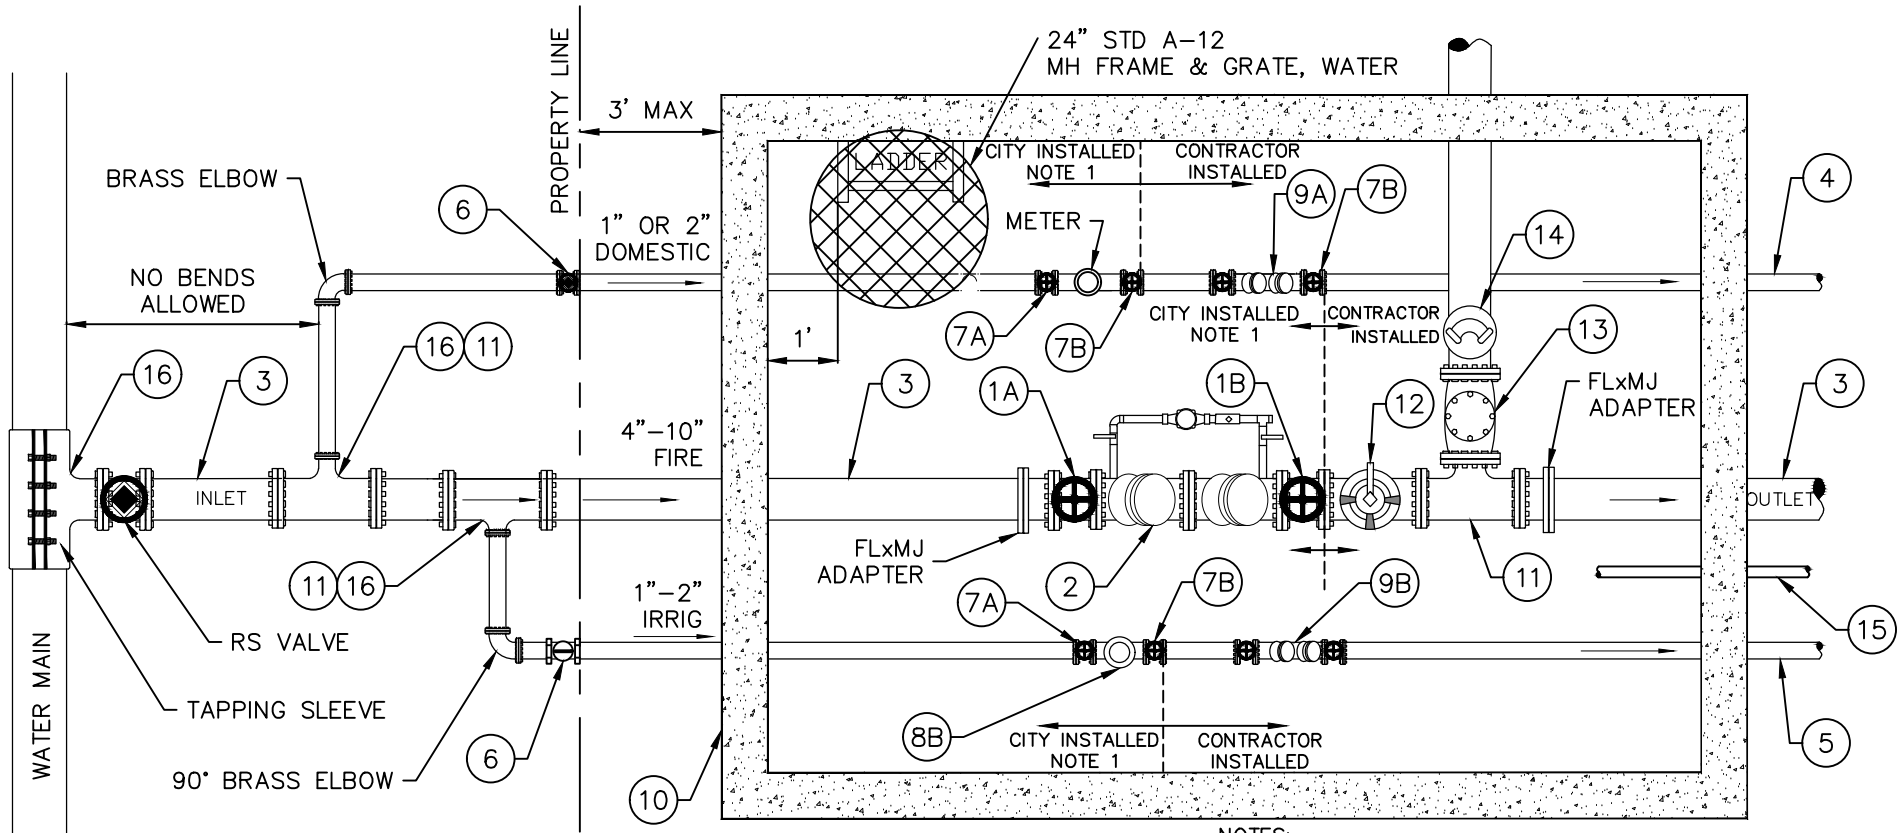 24” STD A-12
MH FRAME & GRATE, WATER
PROPERTY LINE
3’ MAX
LADDER
CITY INSTALLED
NOTE 1
CONTRACTOR
INSTALLED
9A
7B
4
BRASS ELBOW
6
1” OR 2”
DOMESTIC
METER
14
NO BENDS
ALLOWED
7A
7B
CITY INSTALLED
NOTE 1
CONTRACTOR
INSTALLED
13
1’
16
3
16
11
3
1A
1B
12
FLxMJ
ADAPTER
3
4”-10”
FIRE
INLET
OUTLET
FLxMJ
ADAPTER
11
16
2
7B
9B
11
7A
1”-2”
IRRIG
15
RS VALVE
TAPPING SLEEVE
WATER MAIN
6
8B
CITY INSTALLED
NOTE 1
CONTRACTOR
INSTALLED
5
90° BRASS ELBOW
10
NOTES: